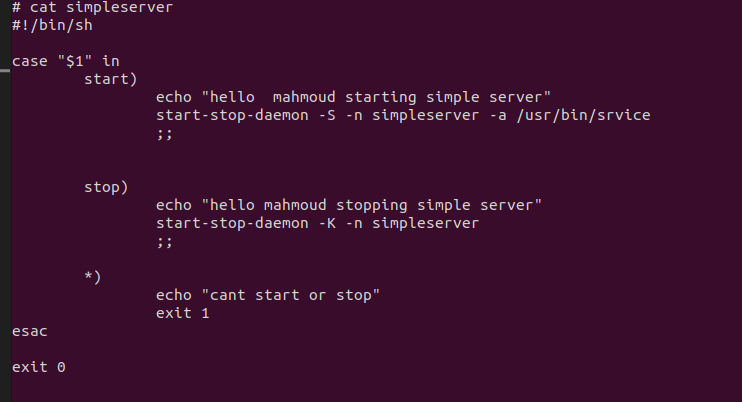 # cat simpleserver
#!/bin/sh
case "$1" in
start)
echo "hello  mahmoud starting simple server"
start-stop-daemon -S -n simpleserver -a /usr/bin/srvice
;;
stop)
echo "hello mahmoud stopping simple server"
start-stop-daemon -K -n simpleserver
;;
*)
echo "cant start or stop"
exit 1
esac
exit 0